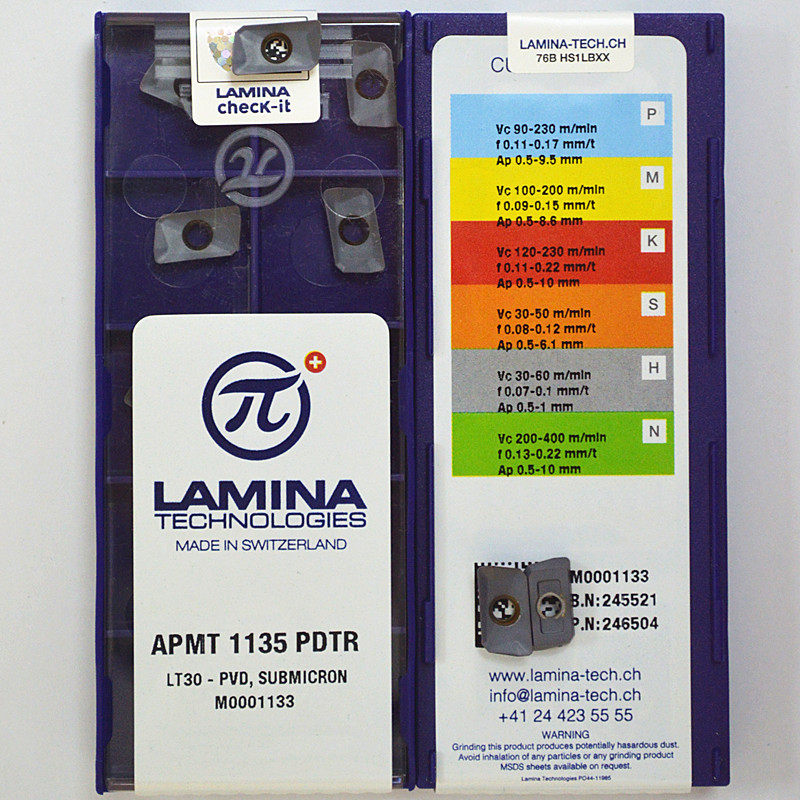 LAMINA
check-it
π
LAMINA
TECHNOLOGIES
MADE IN SWITZERLAND
APMT 1135 PDTR
LT30 - PVD, SUBMICRON
M0001133
LAMINA-TECH.CH
76B HS1LBXX
CU
P
Vc 90-230 m/min
f 0.11-0.17 mm/t
Ap 0.5-9.5 mm
M
Vc 100-200 m/min
f 0.09-0.15 mm/t
Ap 0.5-8.6 mm
K
Vc 120-230 m/min
f 0.11-0.22 mm/t
Ap 0.5-10 mm
S
Vc 30-50 m/min
f 0.08-0.12 mm/t
Ap 0.5-6.1 mm
H
Vc 30-60 m/min
f 0.07-0.1 mm/t
Ap 0.5-1 mm
N
Vc 200-400 m/min
f 0.13-0.22 mm/t
Ap 0.5-10 mm
M0001133
B.N:245521
P.N:246504
www.lamina-tech.ch
info@lamina-tech.ch
+41 24 423 55 55
WARNING
Grinding this product produces potentially hazardous dust.
Avoid inhalation of any particles or any grinding product
MSDS sheets available on request.
Lamina Technologies PO44-11985